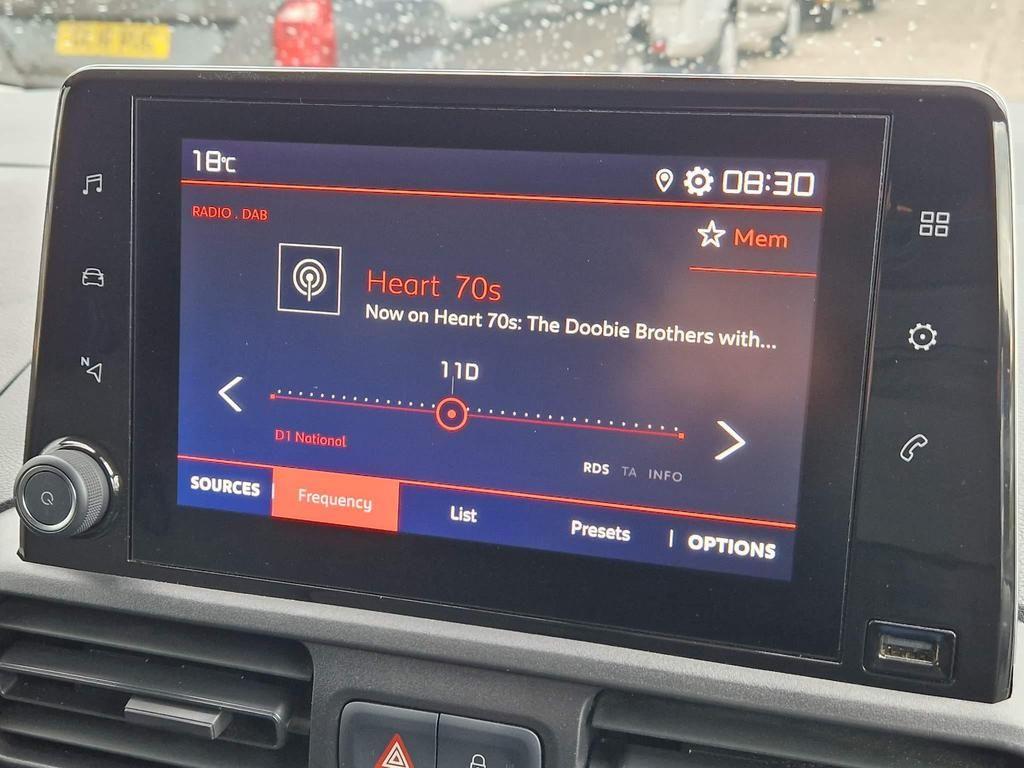 18°C
08:30
RADIO . DAB
Mem
Heart 70s
Now on Heart 70s: The Doobie Brothers with...
11D
D1 National
RDS TA INFO
SOURCES | Frequency List Presets | OPTIONS
N